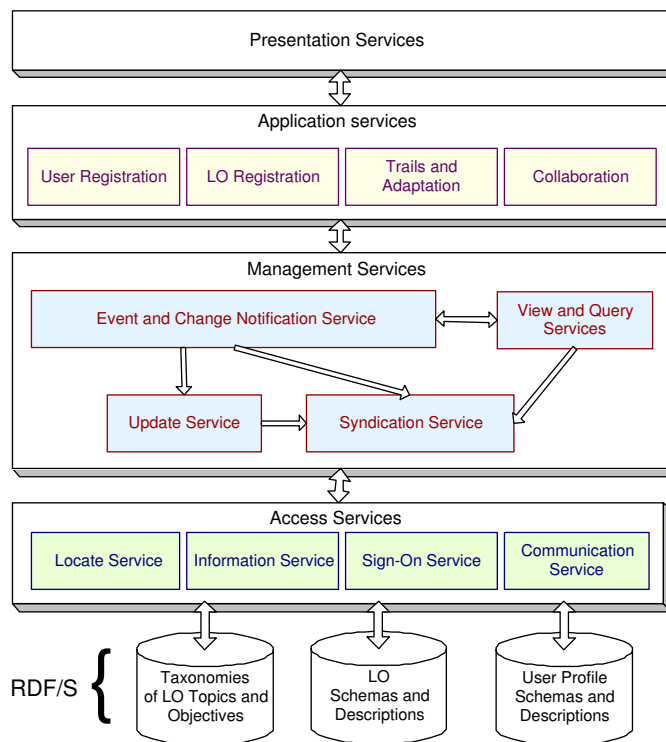 Presentation Services
Application services
User Registration
LO Registration
Trails and
Adaptation
Collaboration
Management Services
Event and Change Notification Service
View and Query
Services
Update Service
Syndication Service
Access Services
Locate Service
Information Service
Sign-On Service
Communication
Service
RDF/S
Taxonomies
of LO Topics and
Objectives
LO
Schemas and
Descriptions
User Profile
Schemas and
Descriptions